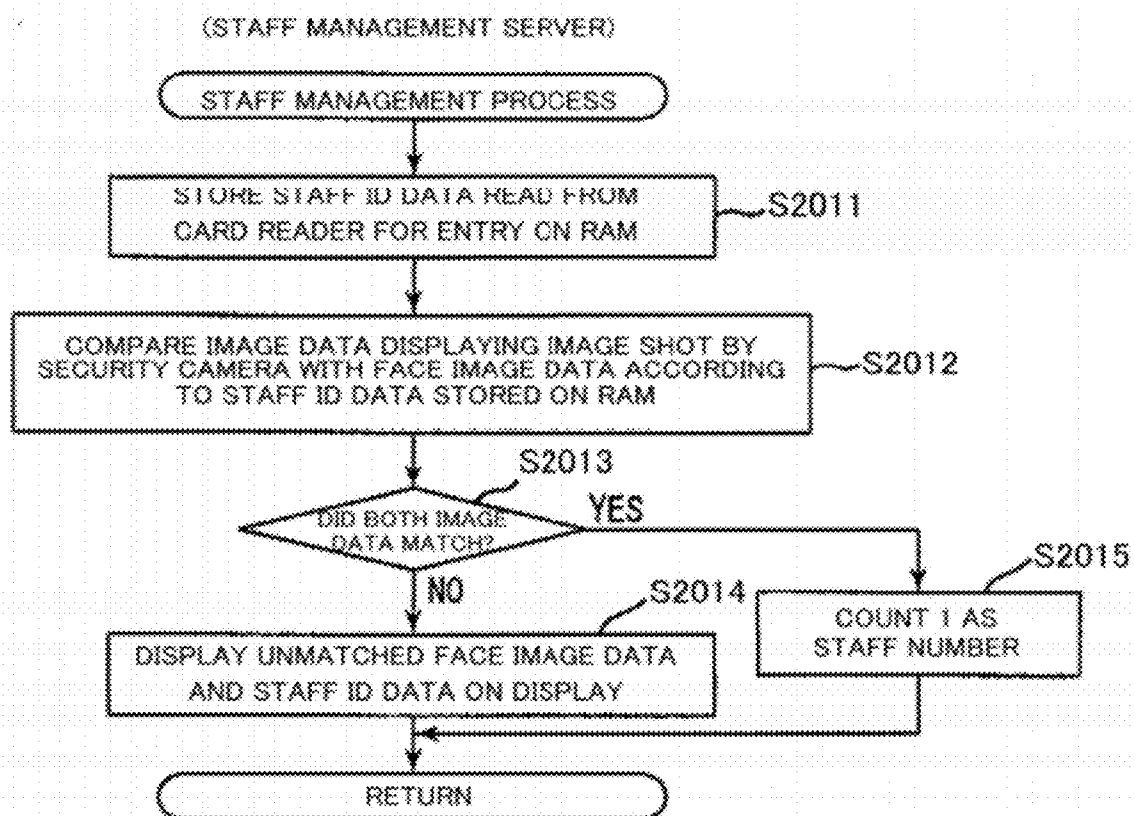 (STAFF MANAGEMENT SERVER)
STAFF MANAGEMENT PROCESS
STORE STAFF ID DATA READ FROM
CARD READER FOR ENTRY ON RAM
S2011
COMPARE IMAGE DATA DISPLAYING IMAGE SHOT BY
SECURITY CAMERA WITH FACE IMAGE DATA ACCORDING
TO STAFF ID DATA STORED ON RAM
S2012
S2013
DID BOTH IMAGE
DATA MATCH?
YES
NO
S2014
DISPLAY UNMATCHED FACE IMAGE DATA
AND STAFF ID DATA ON DISPLAY
S2015
COUNT 1 AS
STAFF NUMBER
RETURN